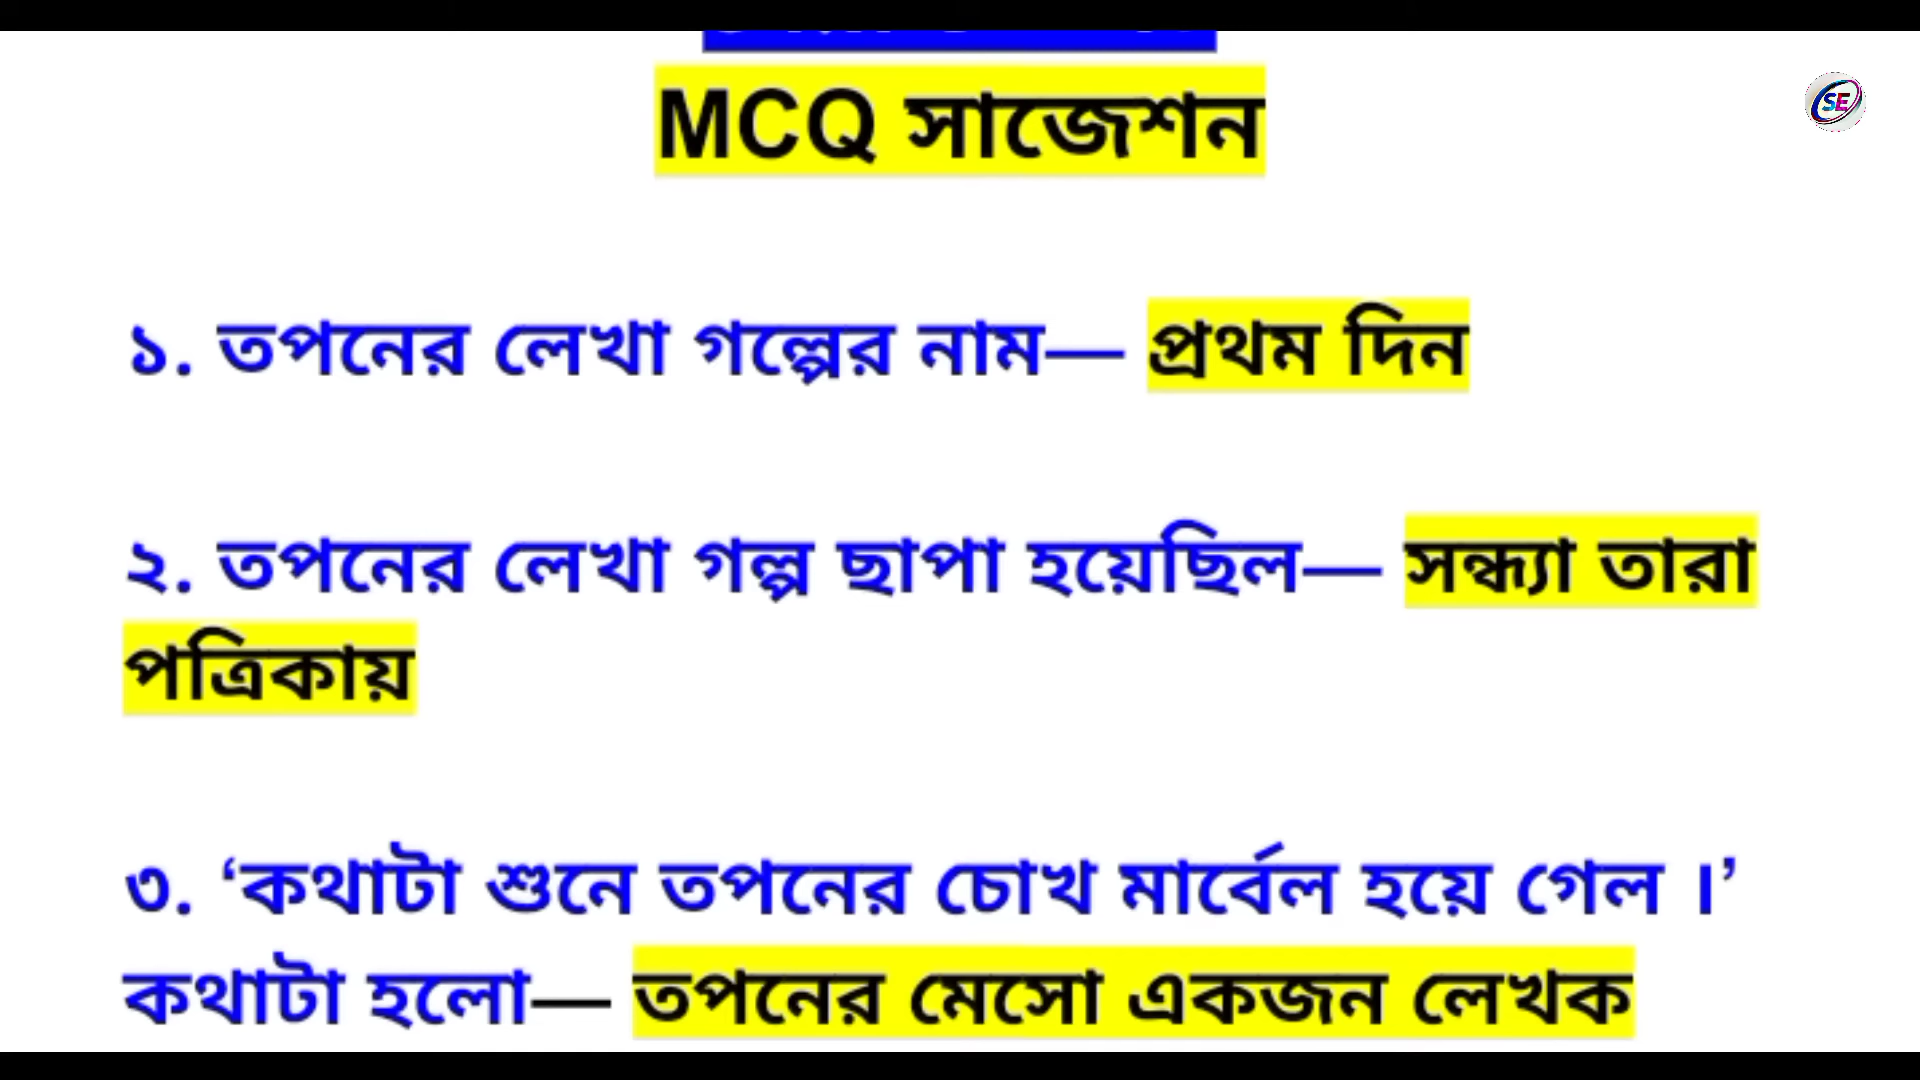 MCQ সাজেশন
SE
১. তপনের লেখা গল্পের নাম— প্রথম দিন
২. তপনের লেখা গল্প ছাপা হয়েছিল— সন্ধ্যা তারা
পত্রিকায়
৩. ‘কথাটা শুনে তপনের চোখ মার্বেল হয়ে গেল ।’
কথাটা হলো— তপনের মেসো একজন লেখক